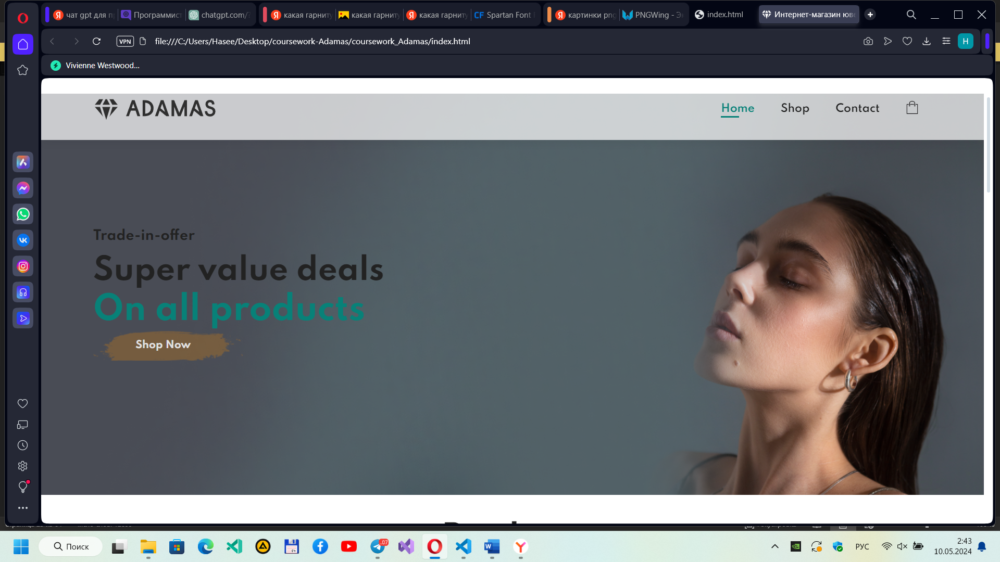 чат gpt для п
Программист
chatgpt.com/
какая гарниту
какая гарниту
какая гарниту
Spartan Font
картинки png
PNGWing - Э
index.html
Интернет-магазин юве
VPN
file:///C:/Users/Hasee/Desktop/coursework-Adamas/coursework_Adamas/index.html
H
Vivienne Westwood...
ADAMAS
Home
Shop
Contact
Trade-in-offer
Super value deals
On all products
Shop Now
Поиск
64
..07
РУС
2:43
10.05.2024